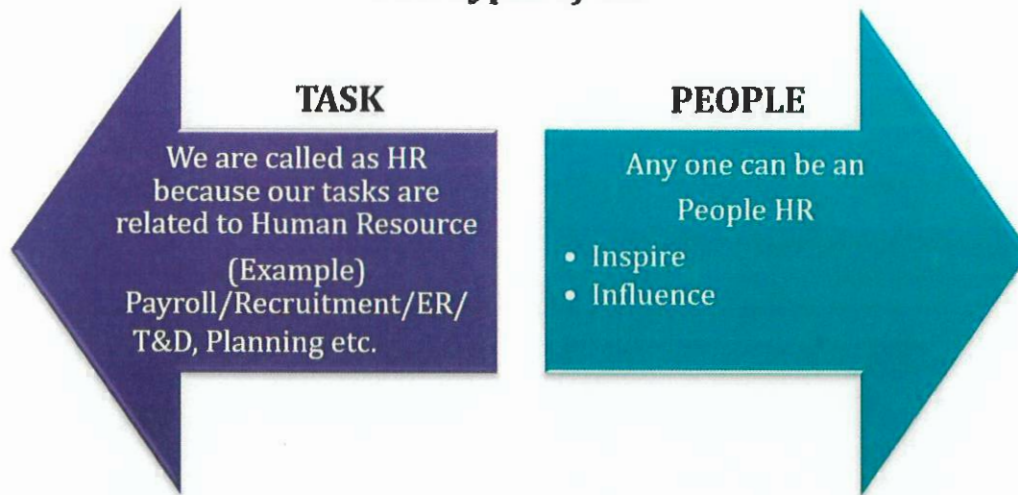 TASK
We are called as HR
because our tasks are
related to Human Resource
(Example)
Payroll/Recruitment/ER/
T&D, Planning etc.
PEOPLE
Any one can be an
People HR
• Inspire
• Influence